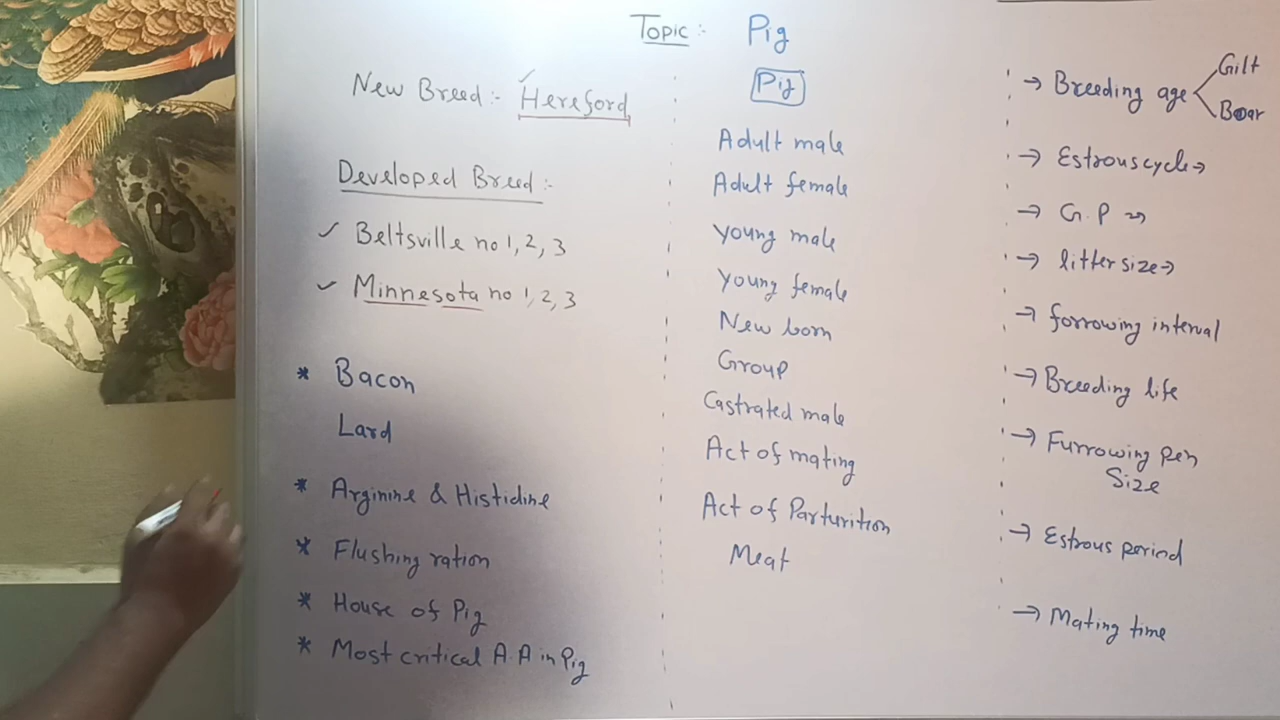 Topic :- Pig
New Breed :- Hereford
Developed Breed :-
Beltsville no 1, 2, 3
Minnesota no 1, 2, 3
* Bacon
Lard
* Arginine & Histidine
* Flushing ration
* House of Pig
* Most critical A.A in Pig
Pig
Adult male
Adult female
young male
young female
New born
Group
Castrated male
Act of mating
Act of Parturition
Meat
→ Breeding age
Gilt
Boar
→ Estrous cycle →
→ G.P →
→ litter size →
→ forrowing interval
→ Breeding life
→ Furrowing pen
Size
→ Estrous period
→ Mating time